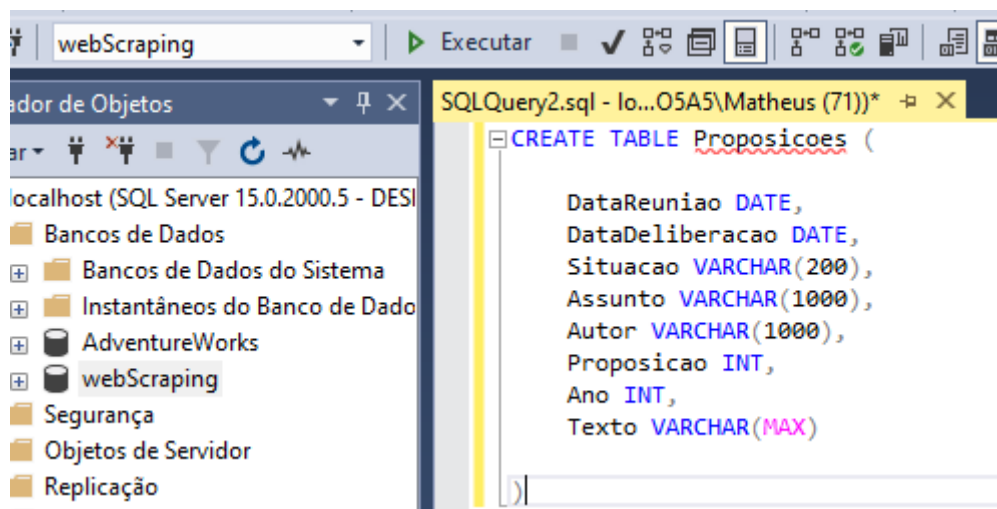 webScraping
Executar
ador de Objetos
SQLQuery2.sql - lo...O5A5\Matheus (71))*
ar
localhost (SQL Server 15.0.2000.5 - DESI
Bancos de Dados
Bancos de Dados do Sistema
Instantâneos do Banco de Dado
AdventureWorks
webScraping
Segurança
Objetos de Servidor
Replicação
CREATE TABLE Proposicoes (
DataReuniao DATE,
DataDeliberacao DATE,
Situacao VARCHAR(200),
Assunto VARCHAR(1000),
Autor VARCHAR(1000),
Proposicao INT,
Ano INT,
Texto VARCHAR(MAX)
)